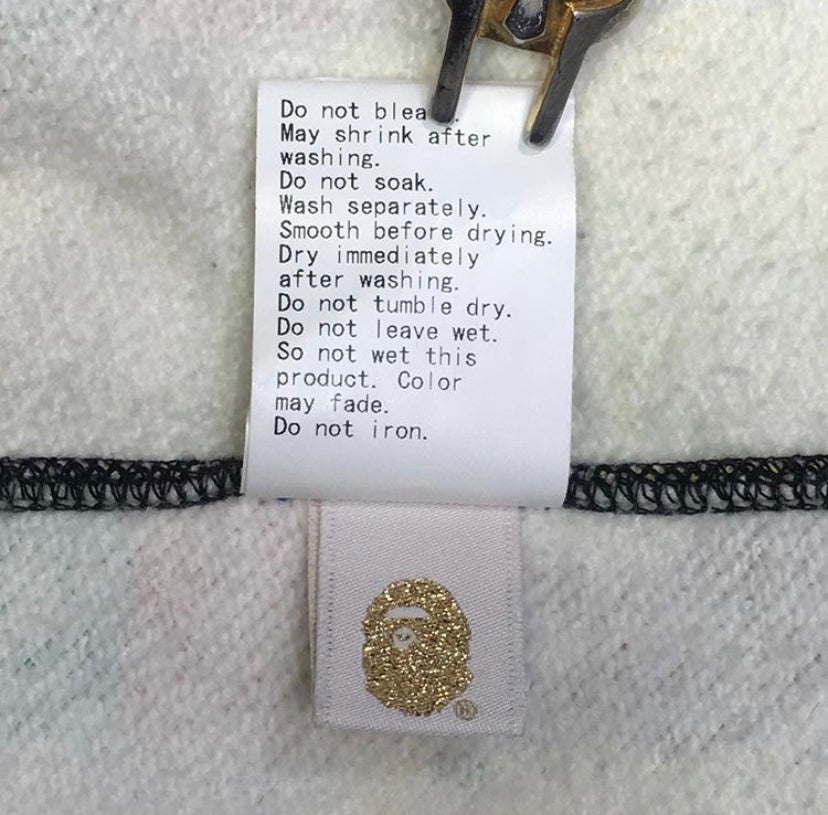 Do not
May shrink after
washing.
Do not soak.
Wash separately.
Smooth before drying.
Dry immediately
after washing.
Do not tumble dry.
Do not leave wet.
So not wet this
product. Color
may fade.
Do not iron.